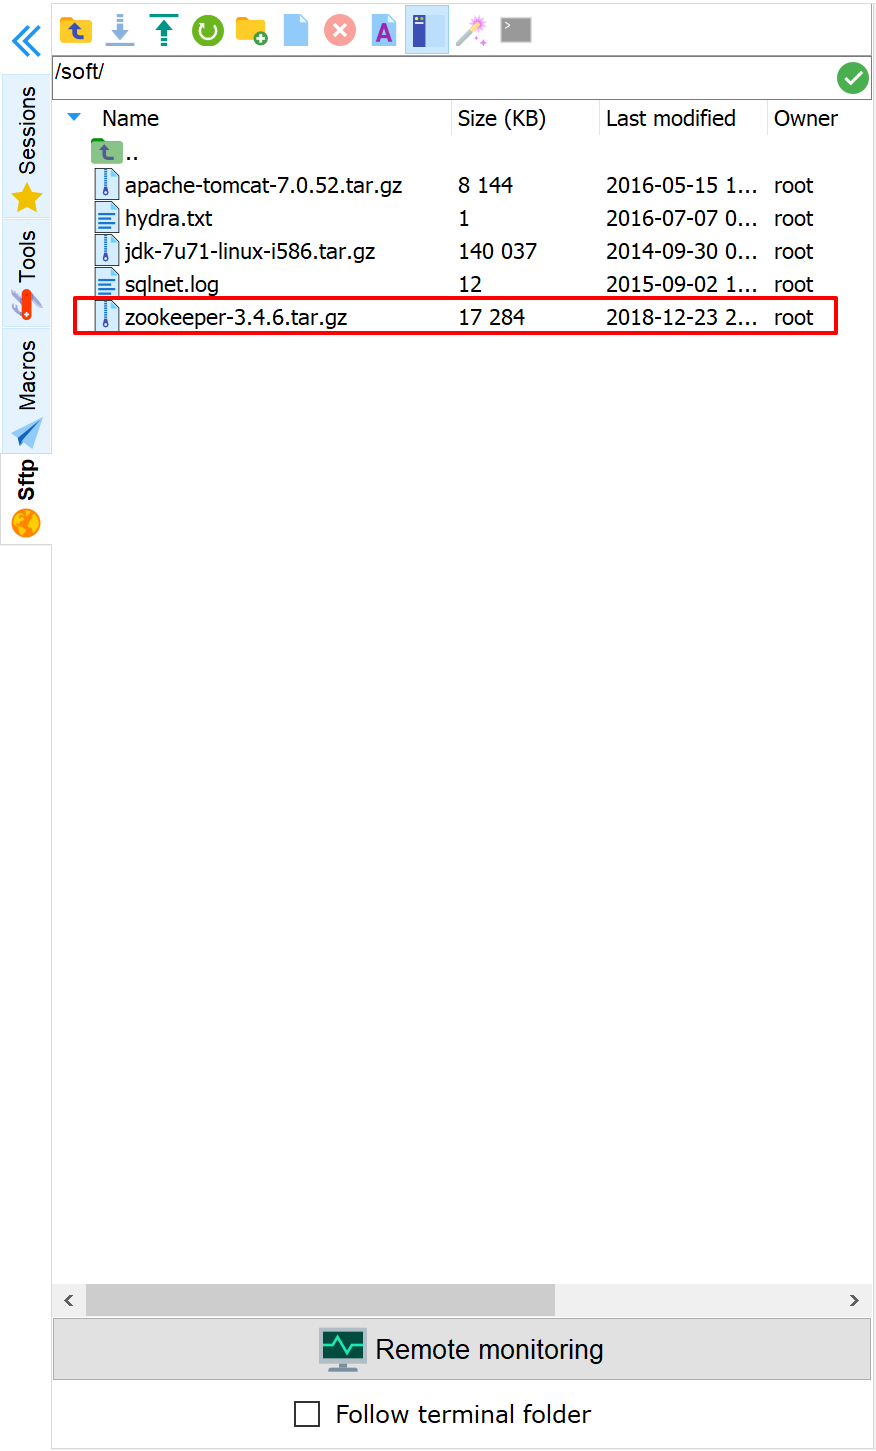 /soft/
Name Size (KB) Last modified Owner
..
apache-tomcat-7.0.52.tar.gz 8 144 2016-05-15 1... root
hydra.txt 1 2016-07-07 0... root
jdk-7u71-linux-i586.tar.gz 140 037 2014-09-30 0... root
sqlnet.log 12 2015-09-02 1... root
zookeeper-3.4.6.tar.gz 17 284 2018-12-23 2... root
Sessions
Tools
Macros
Sftp
Remote monitoring
Follow terminal folder